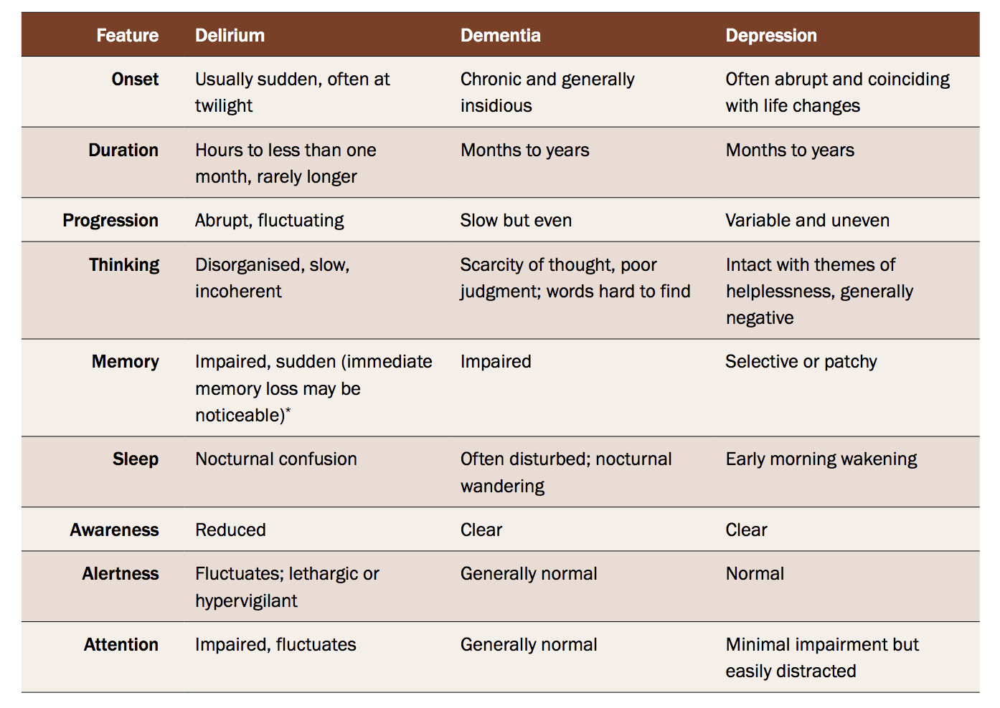 Feature Delirium Dementia Depression
Onset Usually sudden, often at Chronic and generally Often abrupt and coinciding
twilight insidious with life changes
Duration Hours to less than one Months to years Months to years
month, rarely longer
Progression Abrupt, fluctuating Slow but even Variable and uneven
Thinking Disorganised, slow, Scarcity of thought, poor Intact with themes of
incoherent judgment; words hard to find helplessness, generally
negative
Memory Impaired, sudden (immediate Impaired Selective or patchy
memory loss may be
noticeable)*
Sleep Nocturnal confusion Often disturbed; nocturnal Early morning wakening
wandering
Awareness Reduced Clear Clear
Alertness Fluctuates; lethargic or Generally normal Normal
hypervigilant
Attention Impaired, fluctuates Generally normal Minimal impairment but
easily distracted